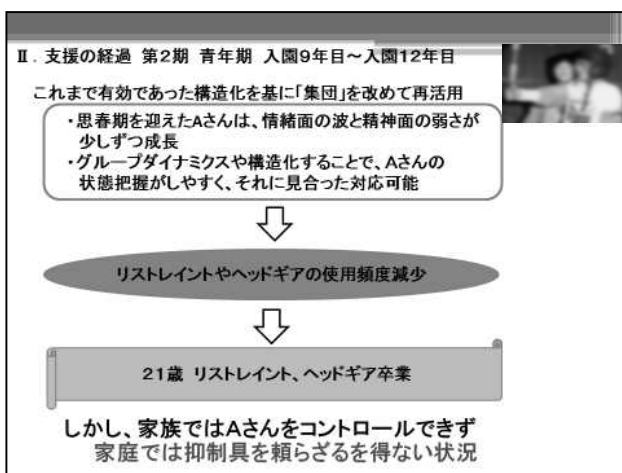 Ⅱ．支援の経過 第2期 青年期 入園9年目～入園12年目
これまで有効であった構造化を基に「集団」を改めて再活用
・思春期を迎えたAさんは、情緒面の波と精神面の弱さが
少しずつ成長
・グループダイナミクスや構造化することで、Aさんの
状態把握がしやすく、それに見合った対応可能
リストレイントやヘッドギアの使用頻度減少
21歳 リストレイント、ヘッドギア卒業
しかし、家族ではAさんをコントロールできず
家庭では抑制具を頼らざるを得ない状況